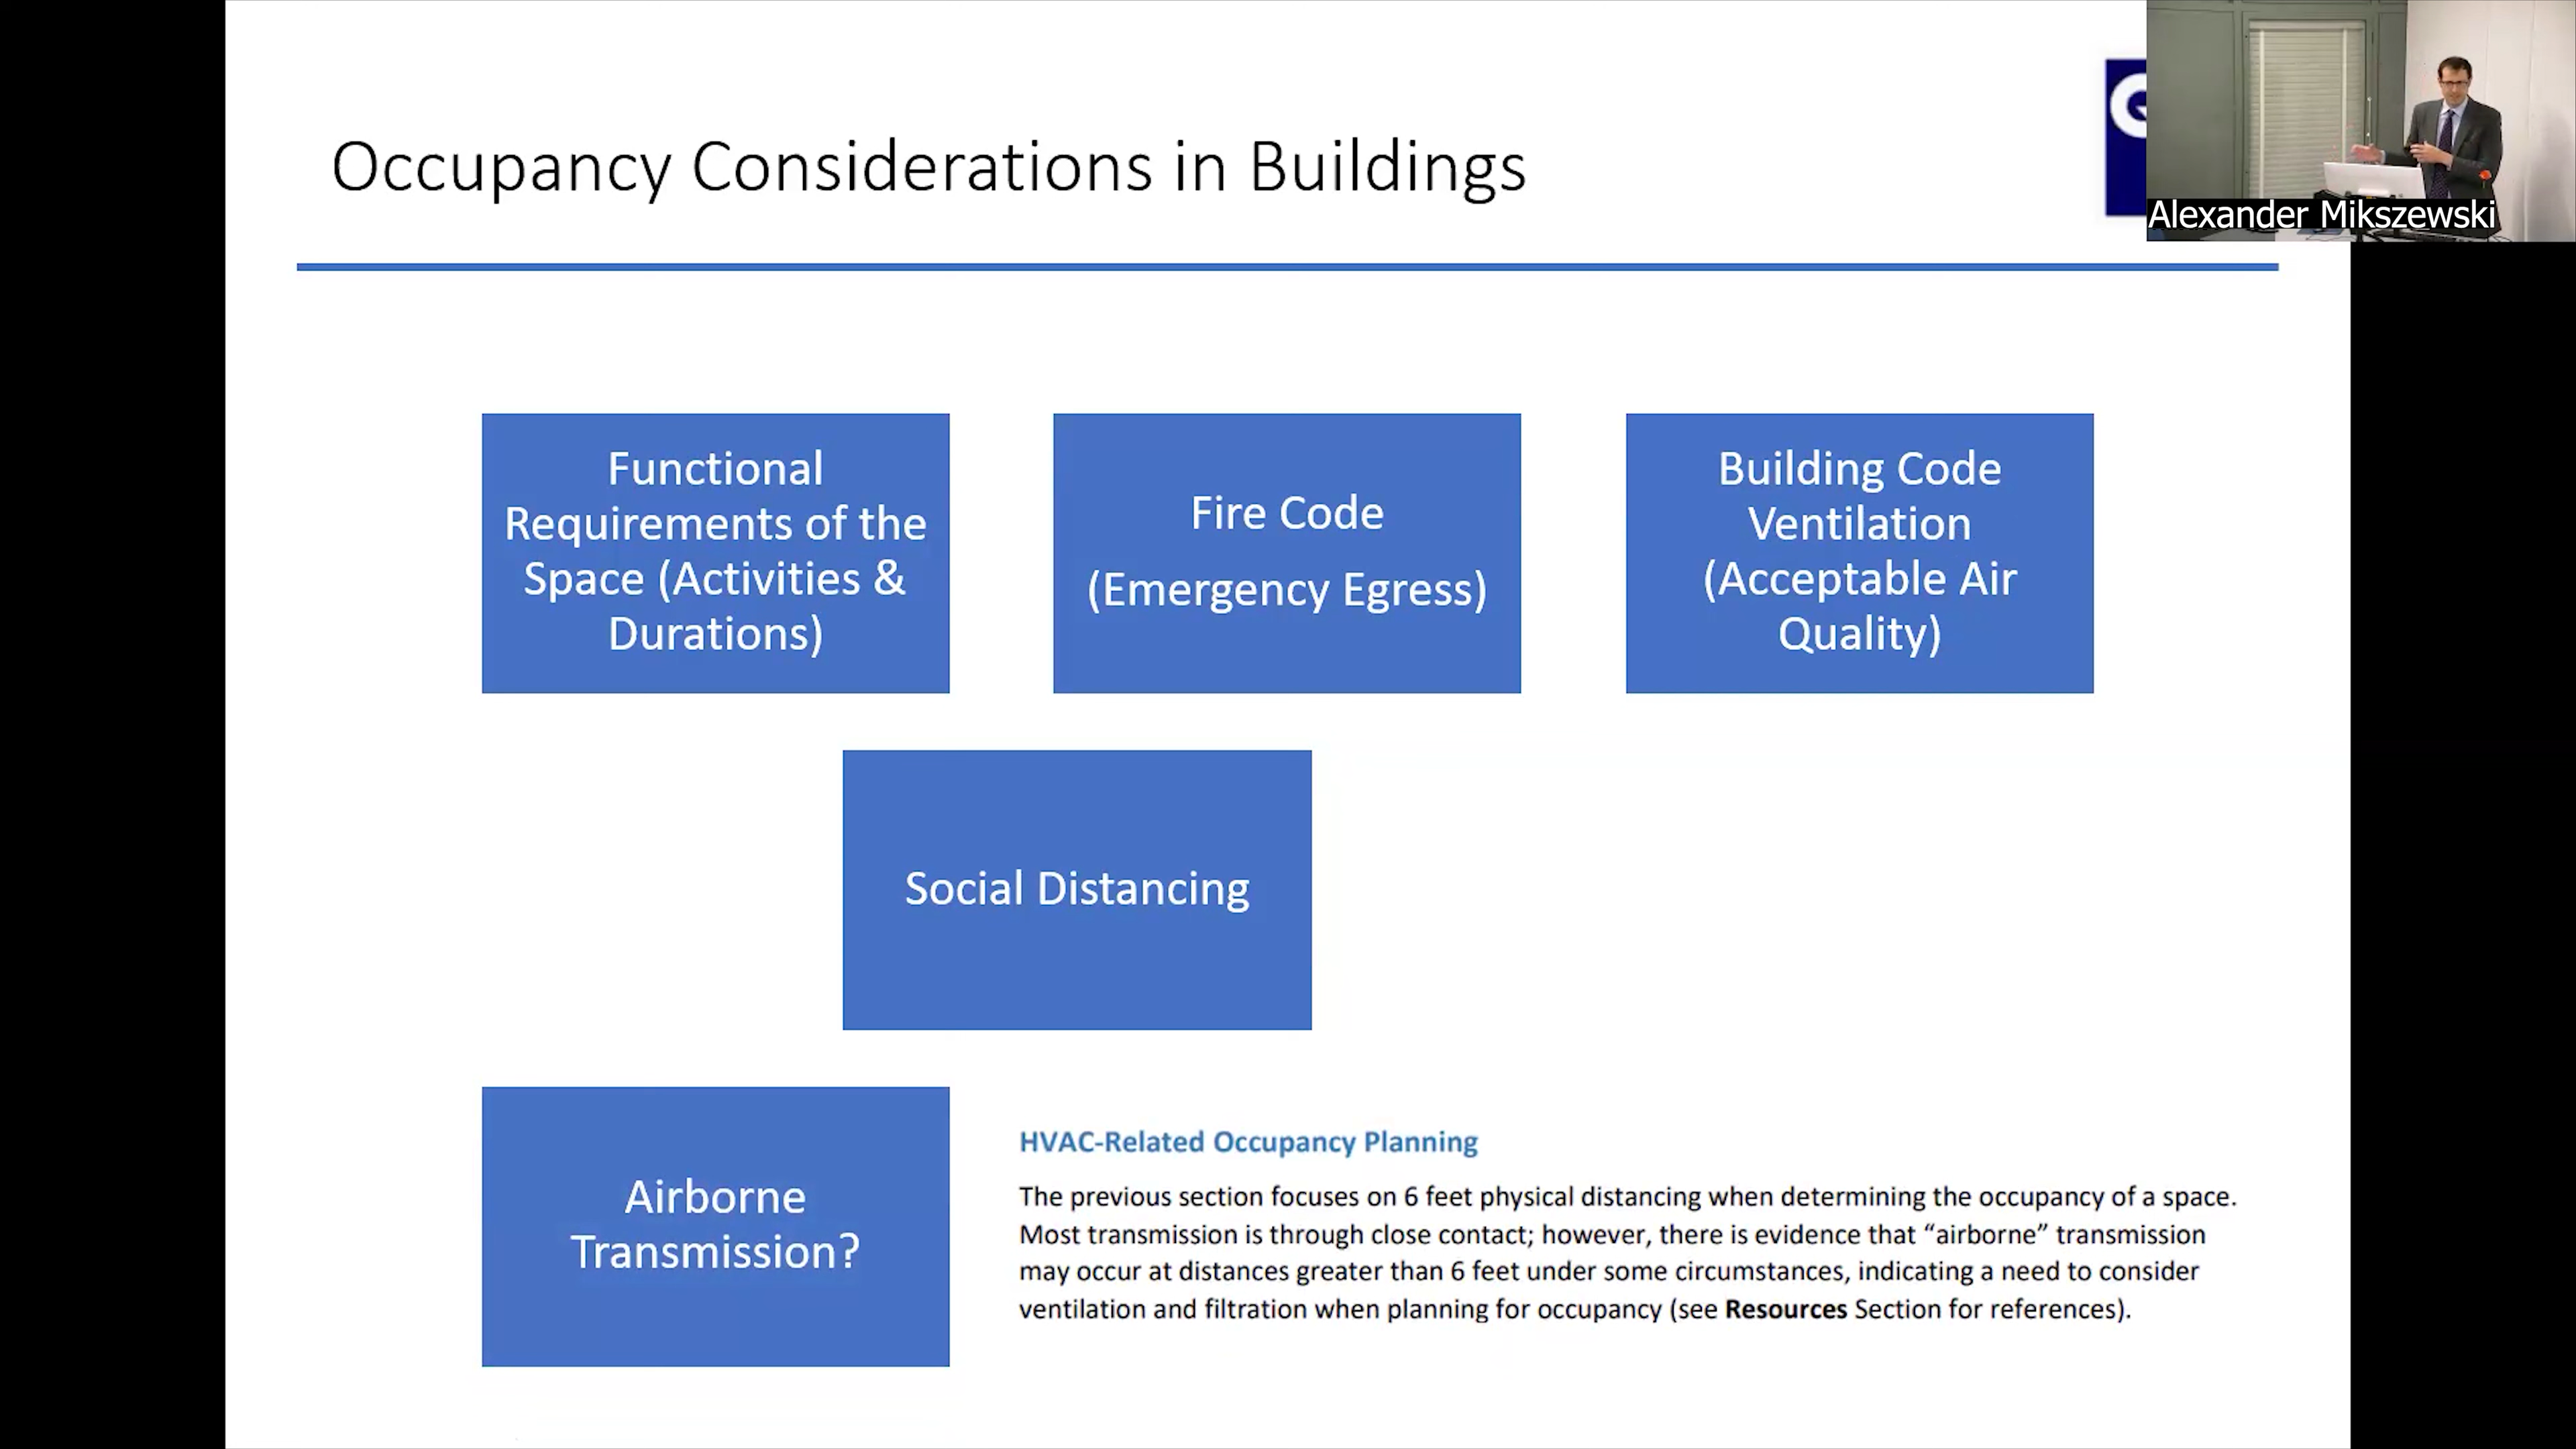 Occupancy Considerations in Buildings
Alexander Mikszewski
Functional
Requirements of the
Space (Activities &
Durations)
Fire Code
(Emergency Egress)
Building Code
Ventilation
(Acceptable Air
Quality)
Social Distancing
Airborne
Transmission?
HVAC-Related Occupancy Planning
The previous section focuses on 6 feet physical distancing when determining the occupancy of a space.
Most transmission is through close contact; however, there is evidence that “airborne” transmission
may occur at distances greater than 6 feet under some circumstances, indicating a need to consider
ventilation and filtration when planning for occupancy (see Resources Section for references).